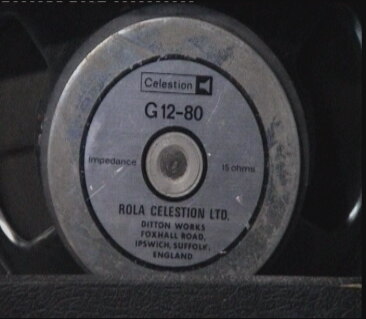 Celestion
G12-80
impedance 15 ohms
ROLA CELESTION LTD.
DITTON WORKS
FOXHALL ROAD,
IPSWICH, SUFFOLK,
ENGLAND